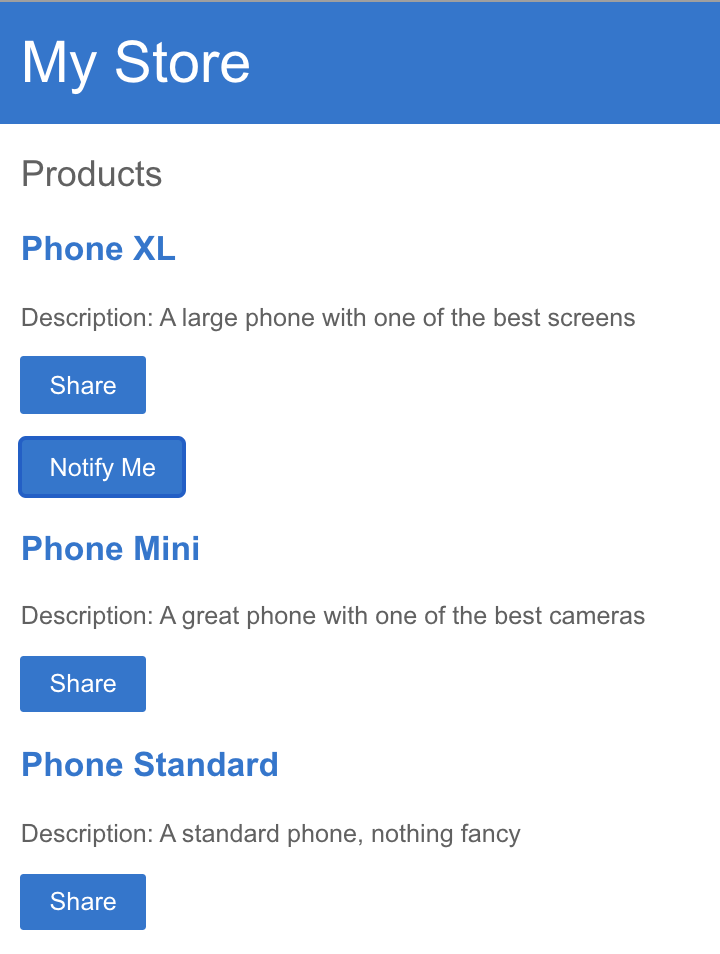 My Store
Products
Phone XL
Description: A large phone with one of the best screens
Share
Notify Me
Phone Mini
Description: A great phone with one of the best cameras
Share
Phone Standard
Description: A standard phone, nothing fancy
Share